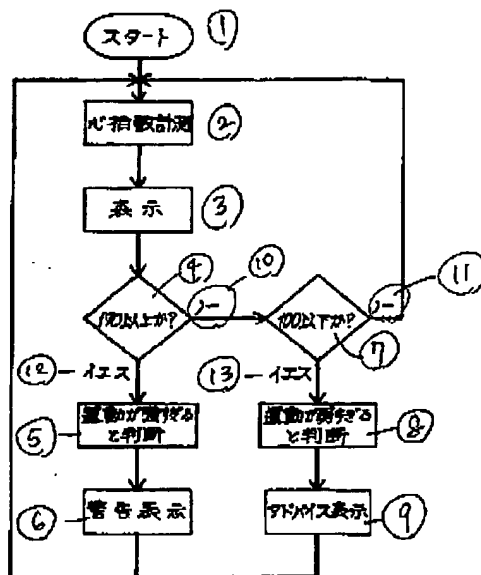 スタート ①
心拍数計測 ②
表示 ③
④
以上か?
ノー ⑩
100以下か?
⑦
ノー ⑪
⑫ イエス
⑬ イエス
運動が強すぎる
と判断
⑤
運動が弱すぎる
と判断
⑧
警告表示
⑥
アドバイス表示
⑨